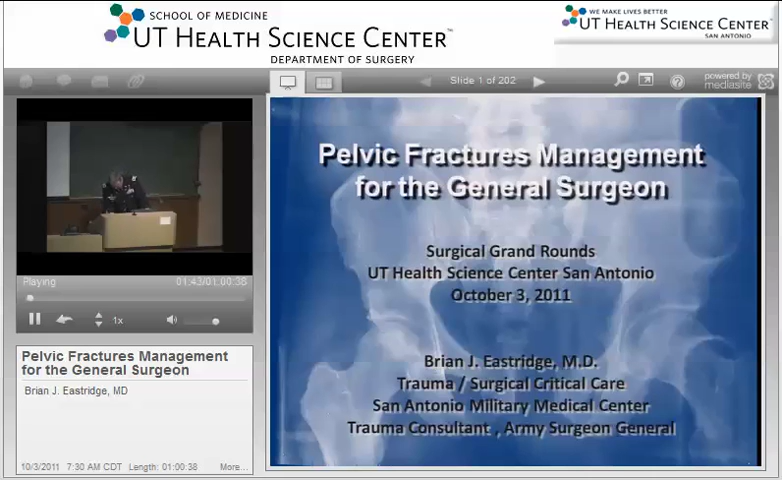 SCHOOL OF MEDICINE
UT HEALTH SCIENCE CENTER™
DEPARTMENT OF SURGERY
WE MAKE LIVES BETTER
UT HEALTH SCIENCE CENTER™
SAN ANTONIO
Slide 1 of 202
powered by
mediasite
Playing
01:43/01:00:38
1x
Pelvic Fractures Management
for the General Surgeon
Brian J. Eastridge, MD
10/3/2011 7:30 AM CDT Length: 01:00:38 More...
Pelvic Fractures Management
for the General Surgeon
Surgical Grand Rounds
UT Health Science Center San Antonio
October 3, 2011
Brian J. Eastridge, M.D.
Trauma / Surgical Critical Care
San Antonio Military Medical Center
Trauma Consultant , Army Surgeon General